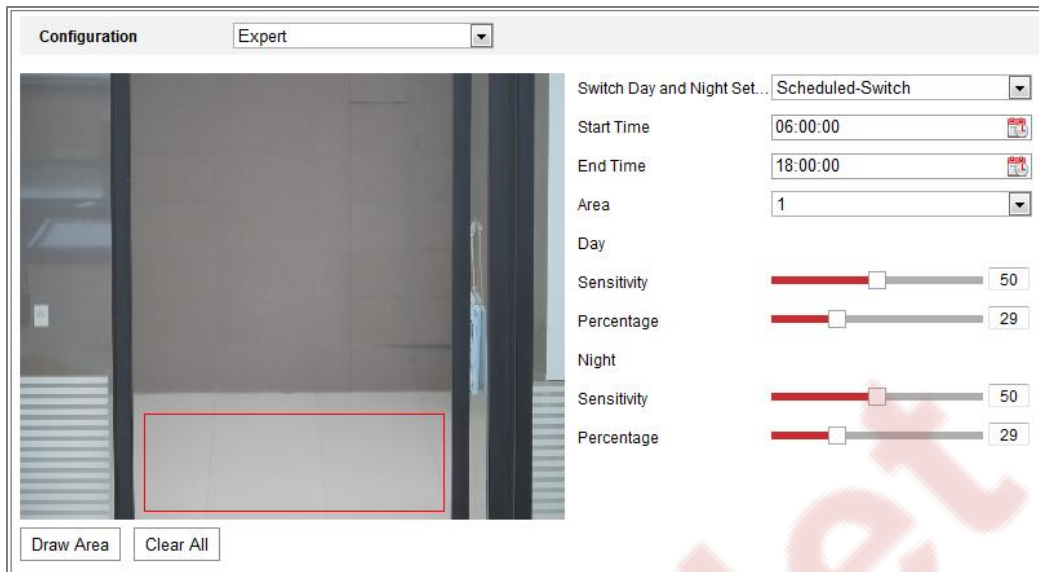 Configuration Expert
Switch Day and Night Set... Scheduled-Switch
Start Time 06:00:00
End Time 18:00:00
Area 1
Day
Sensitivity 50
Percentage 29
Night
Sensitivity 50
Percentage 29
Draw Area Clear All